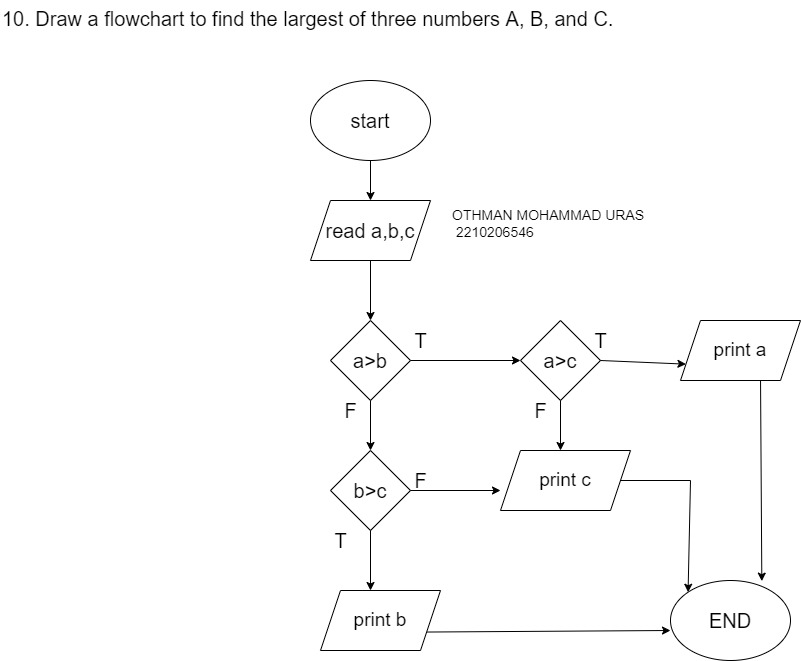 10. Draw a flowchart to find the largest of three numbers A, B, and C.
start
read a,b,c
OTHMAN MOHAMMAD URAS
2210206546
a>b
T
a>c
T
print a
F
F
b>c
F
print c
T
print b
END